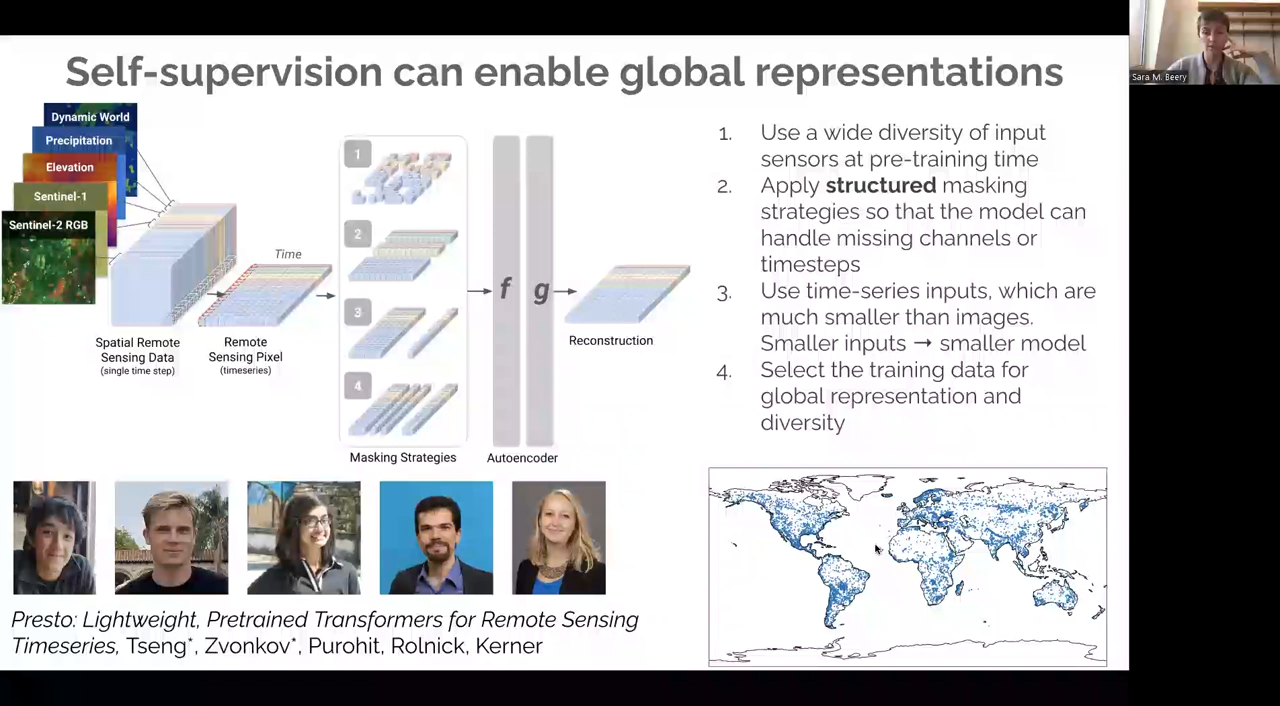 Self-supervision can enable global representations
Sara M. Beery
Dynamic World
Precipitation
Elevation
Sentinel-1
Sentinel-2 RGB
Time
Spatial Remote
Sensing Data
(single time step)
Remote
Sensing Pixel
(timeseries)
1
2
3
4
Masking Strategies
f
g
Autoencoder
Reconstruction
1. Use a wide diversity of input
sensors at pre-training time
2. Apply structured masking
strategies so that the model can
handle missing channels or
timesteps
3. Use time-series inputs, which are
much smaller than images.
Smaller inputs → smaller model
4. Select the training data for
global representation and
diversity
Presto: Lightweight, Pretrained Transformers for Remote Sensing
Timeseries, Tseng*, Zvonkov*, Purohit, Rolnick, Kerner